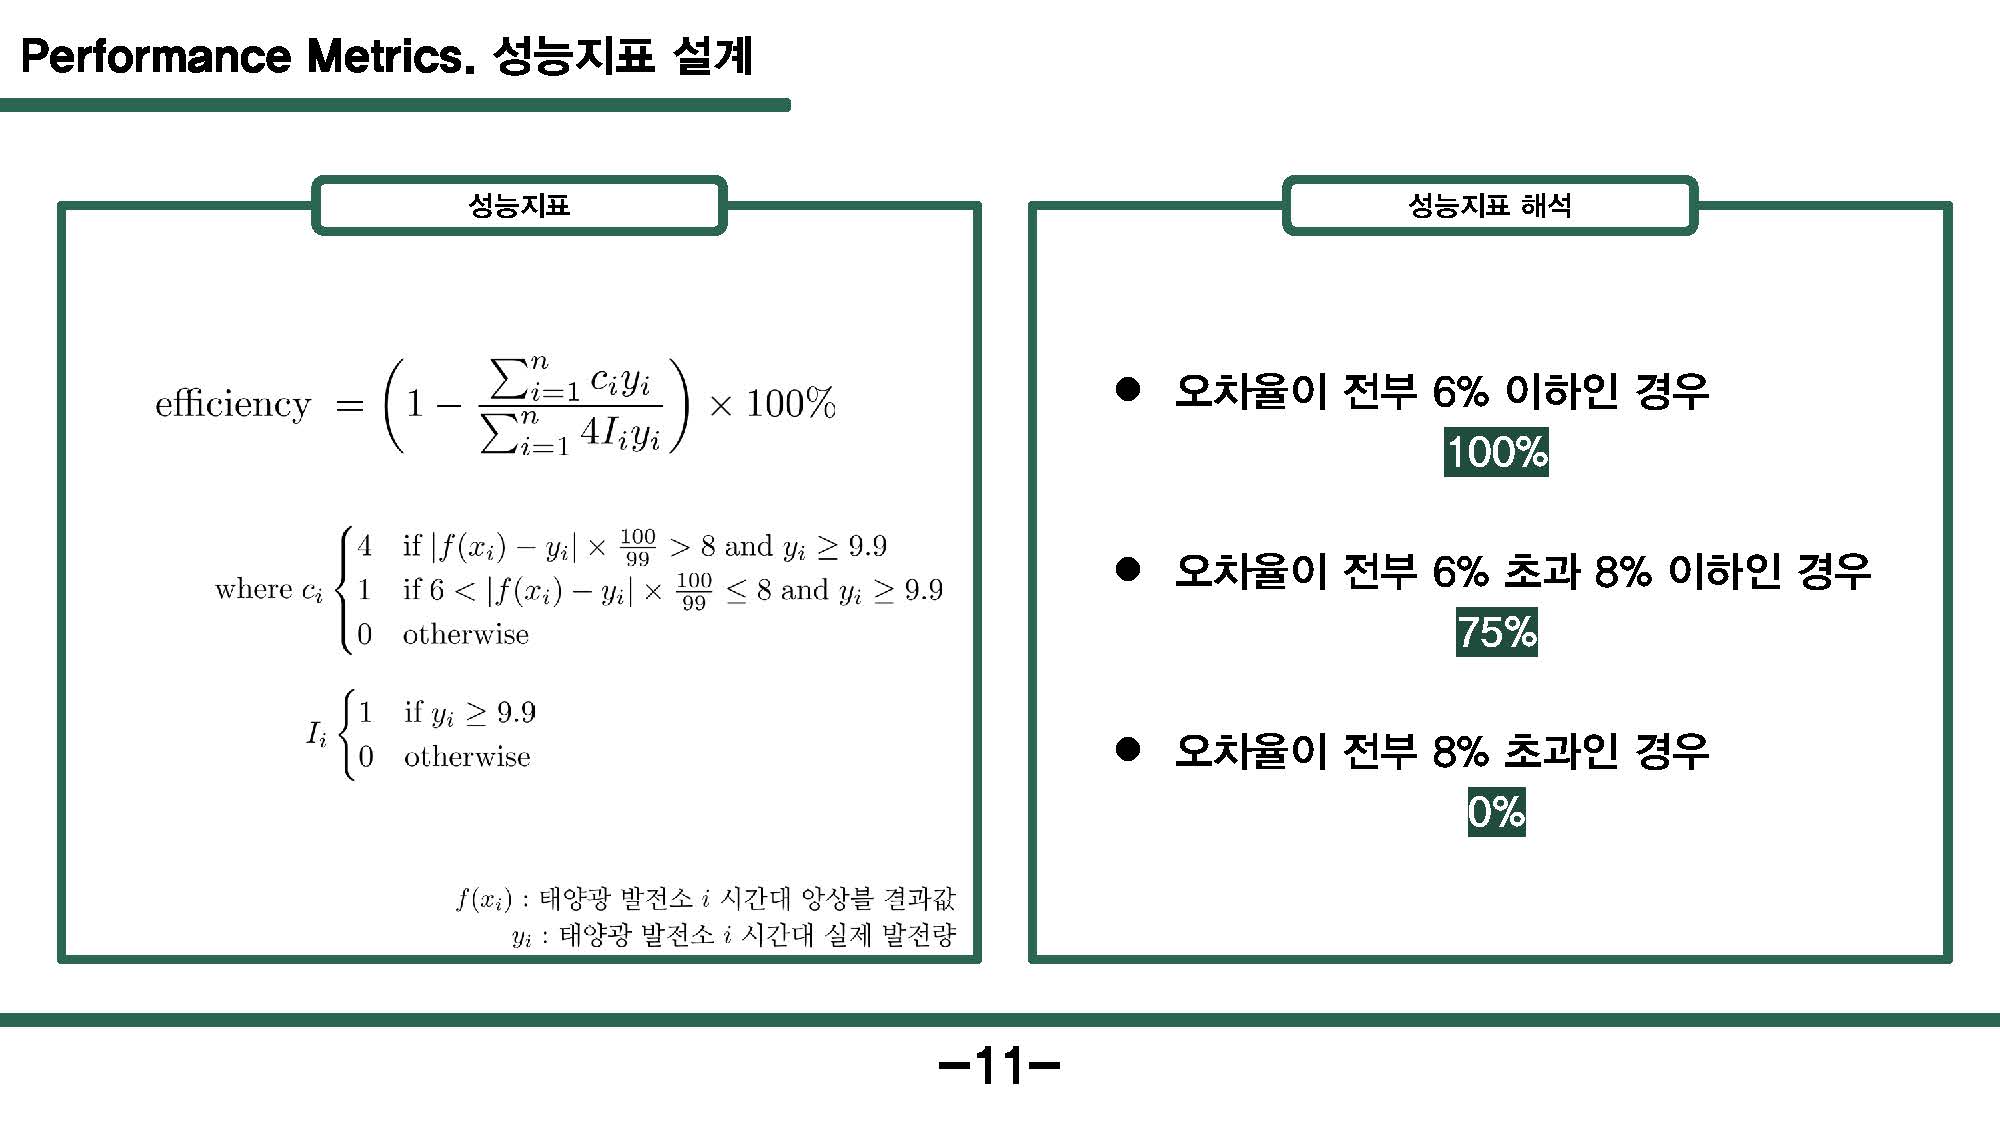 Performance Metrics. 성능지표 설계
성능지표
efficiency = \left(1 - \frac{\sum_{i=1}^{n} c_i y_i}{\sum_{i=1}^{n} 4I_i y_i}\right) \times 100\%
where c_i \begin{cases} 4 & \text{if } |f(x_i) - y_i| \times \frac{100}{99} > 8 \text{ and } y_i \geq 9.9 \\ 1 & \text{if } 6 < |f(x_i) - y_i| \times \frac{100}{99} \leq 8 \text{ and } y_i \geq 9.9 \\ 0 & \text{otherwise} \end{cases}
I_i \begin{cases} 1 & \text{if } y_i \geq 9.9 \\ 0 & \text{otherwise} \end{cases}
f(x_i) : 태양광 발전소 i 시간대 앙상블 결과값
y_i : 태양광 발전소 i 시간대 실제 발전량
성능지표 해석
● 오차율이 전부 6% 이하인 경우
100%
● 오차율이 전부 6% 초과 8% 이하인 경우
75%
● 오차율이 전부 8% 초과인 경우
0%
-11-